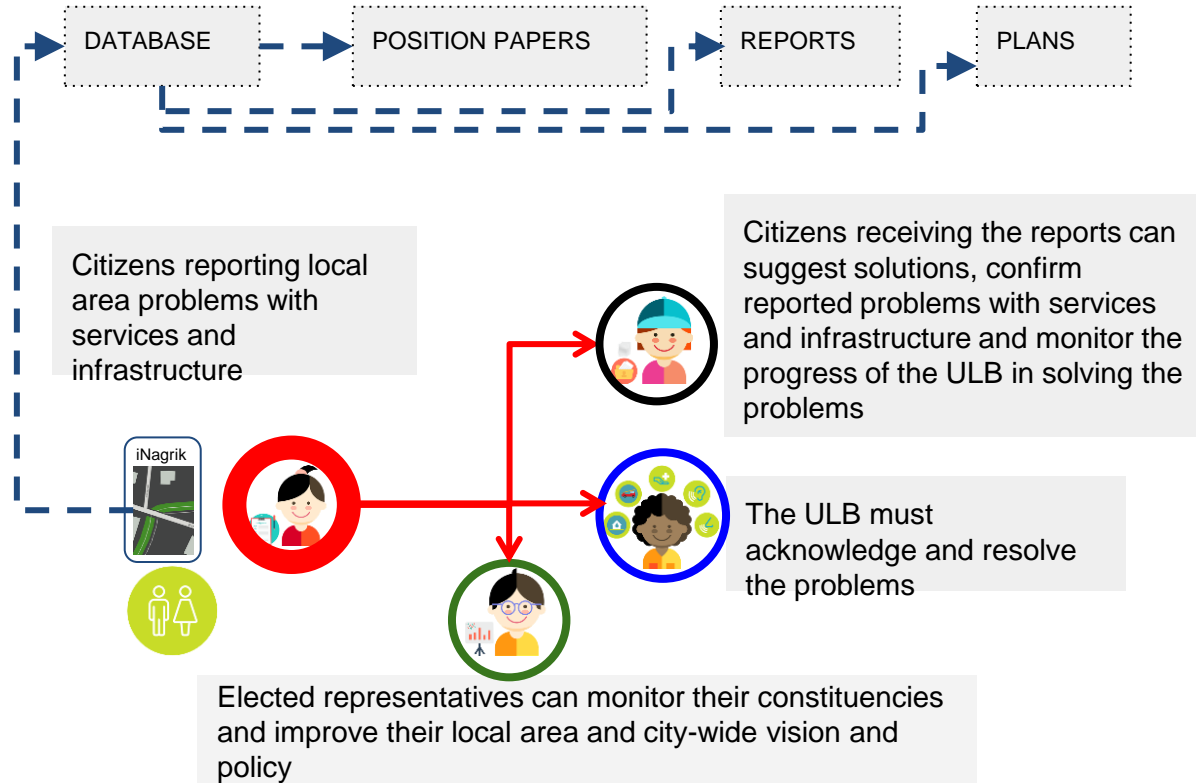 DATABASE
POSITION PAPERS
REPORTS
PLANS
Citizens reporting local
area problems with
services and
infrastructure
Citizens receiving the reports can
suggest solutions, confirm
reported problems with services
and infrastructure and monitor the
progress of the ULB in solving the
problems
iNagrik
The ULB must
acknowledge and resolve
the problems
Elected representatives can monitor their constituencies
and improve their local area and city-wide vision and
policy